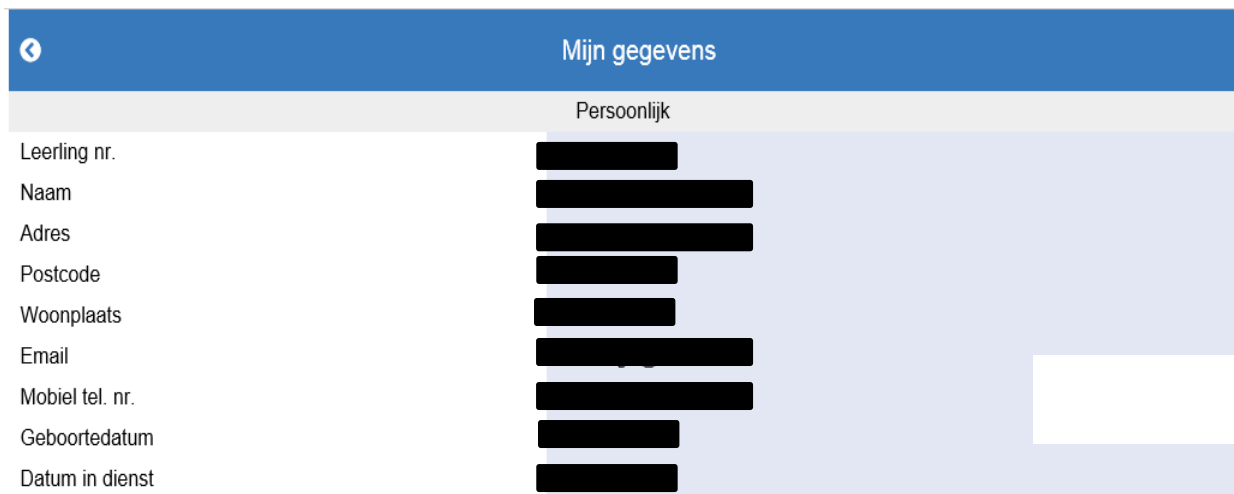 Mijn gegevens
Persoonlijk
Leerling nr.
Naam
Adres
Postcode
Woonplaats
Email
Mobiel tel. nr.
Geboortedatum
Datum in dienst